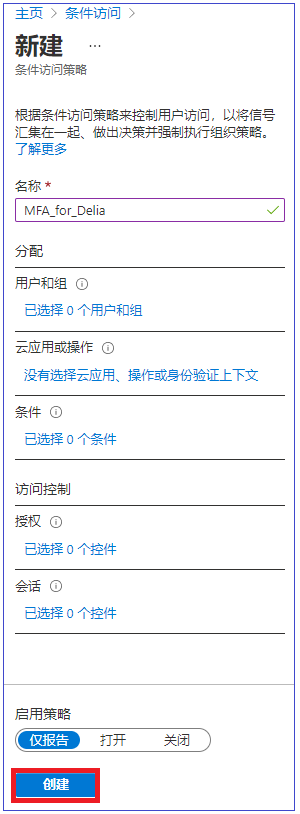 主页 > 条件访问 >
新建 ...
条件访问策略
根据条件访问策略来控制用户访问，以将信号
汇集在一起、做出决策并强制执行组织策略。
了解更多
名称 *
MFA_for_Delia
分配
用户和组
已选择 0 个用户和组
云应用或操作
没有选择云应用、操作或身份验证上下文
条件
已选择 0 个条件
访问控制
授权
已选择 0 个控件
会话
已选择 0 个控件
启用策略
仅报告 打开 关闭
创建